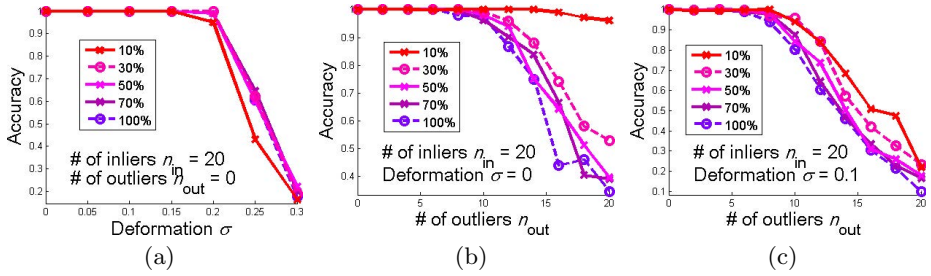 1
0.9
0.8
0.7
0.6
0.5
0.4
0.3
0.2
Accuracy
10%
30%
50%
70%
100%
# of inliers n_in = 20
# of outliers n_out = 0
0 0.05 0.1 0.15 0.2 0.25 0.3
Deformation σ
(a)
1
0.9
0.8
0.7
0.6
0.5
0.4
Accuracy
10%
30%
50%
70%
100%
# of inliers n_in = 20
Deformation σ = 0
0 5 10 15 20
# of outliers n_out
(b)
1
0.9
0.8
0.7
0.6
0.5
0.4
0.3
0.2
0.1
Accuracy
10%
30%
50%
70%
100%
# of inliers n_in = 20
Deformation σ = 0.1
0 5 10 15 20
# of outliers n_out
(c)